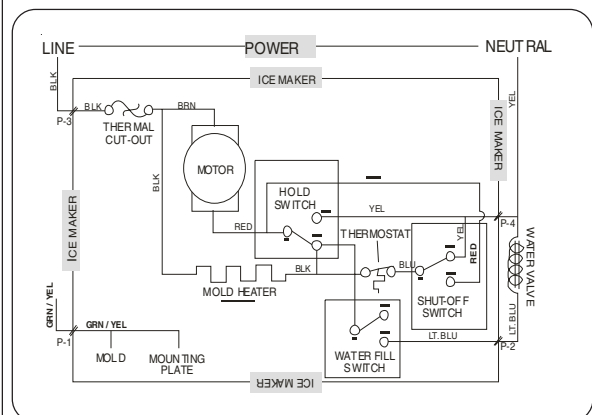 LINE POWER NEUTRAL
BLK
ICE MAKER
YEL
P-3
BLK
BRN
THERMAL
CUT-OUT
ICE MAKER
MOTOR
BLK
HOLD
SWITCH
ICE MAKER
RED
YEL
P-4
THERMOSTAT
YEL
RED
WATER VALVE
BLK
BLU
MOLD HEATER
SHUT-OFF
SWITCH
GRN / YEL
GRN / YEL
P-1
MOLD
MOUNTING
PLATE
WATER FILL
SWITCH
LT. BLU
LT. BLU
P-2
ICE MAKER